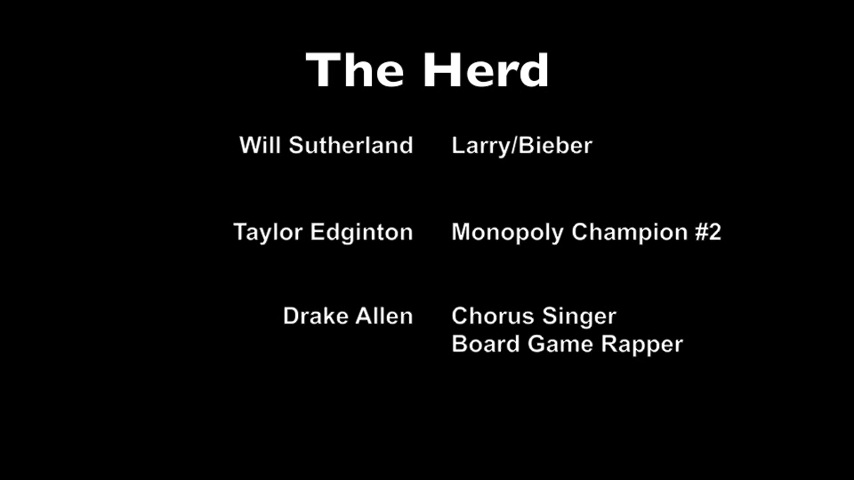 The Herd
Will Sutherland Larry/Bieber
Taylor Edginton Monopoly Champion #2
Drake Allen Chorus Singer
Board Game Rapper